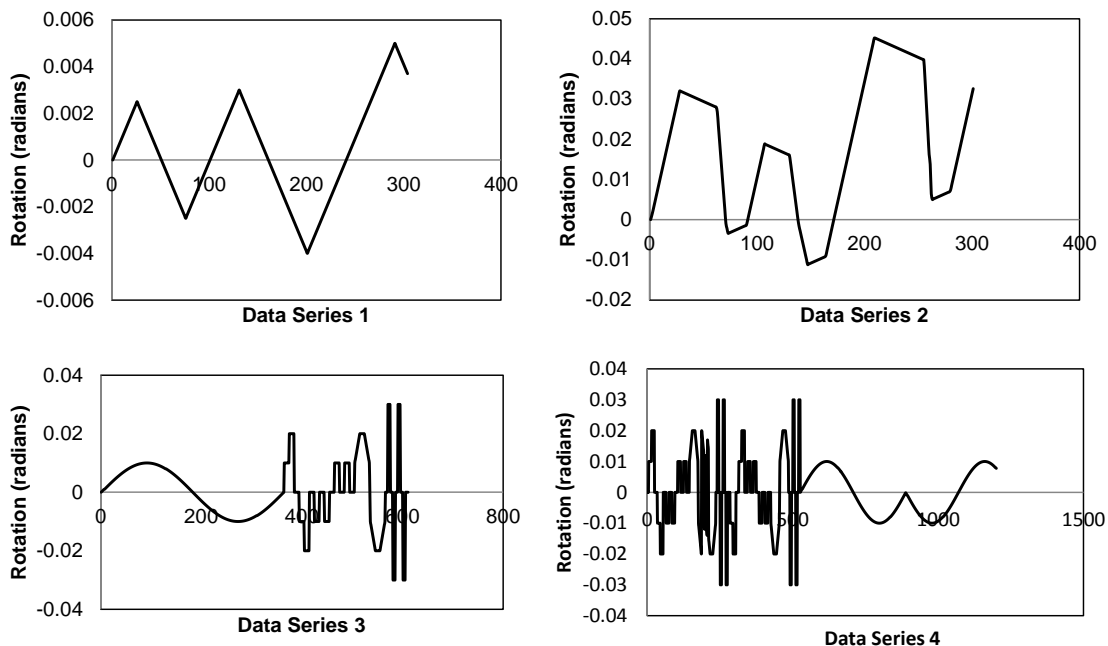 0.006
0.004
0.002
0
-0.002
-0.004
-0.006
0 100 200 300 400
Rotation (radians)
Data Series 1
0.05
0.04
0.03
0.02
0.01
0
-0.01
-0.02
0 100 200 300 400
Rotation (radians)
Data Series 2
0.04
0.02
0
-0.02
-0.04
0 200 400 600 800
Rotation (radians)
Data Series 3
0.04
0.03
0.02
0.01
0
-0.01
-0.02
-0.03
-0.04
0 500 1000 1500
Rotation (radians)
Data Series 4